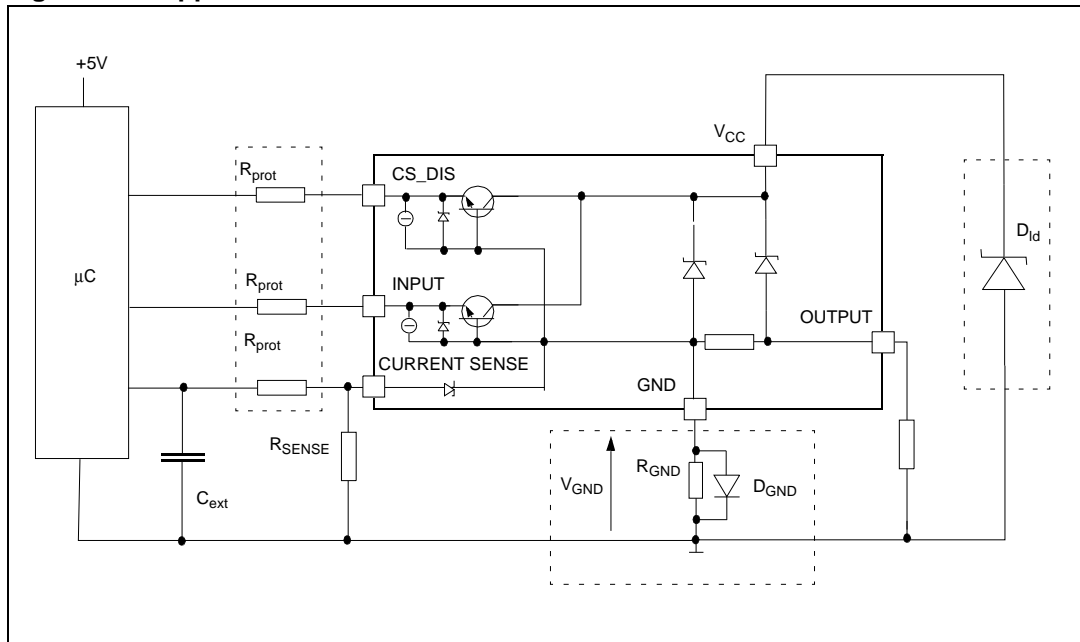 +5V
V_CC
R_prot
CS_DIS
D_ld
µC
R_prot
INPUT
OUTPUT
R_prot
CURRENT SENSE
GND
R_SENSE
R_GND
V_GND
D_GND
C_ext